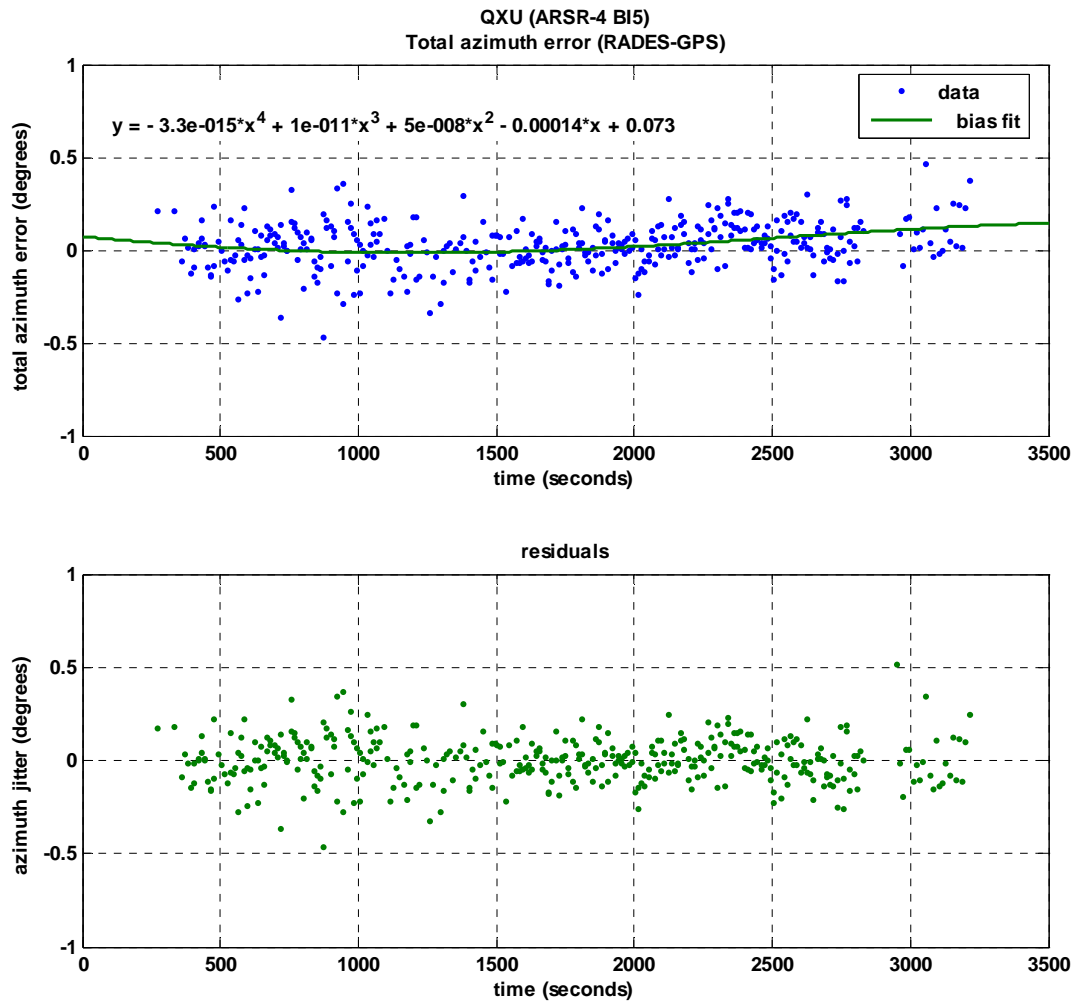 QXU (ARSR-4 BI5)
Total azimuth error (RADES-GPS)
total azimuth error (degrees)
1
0.5
0
-0.5
-1
y = - 3.3e-015*x^4 + 1e-011*x^3 + 5e-008*x^2 - 0.00014*x + 0.073
data
bias fit
0 500 1000 1500 2000 2500 3000 3500
time (seconds)
residuals
azimuth jitter (degrees)
1
0.5
0
-0.5
-1
0 500 1000 1500 2000 2500 3000 3500
time (seconds)